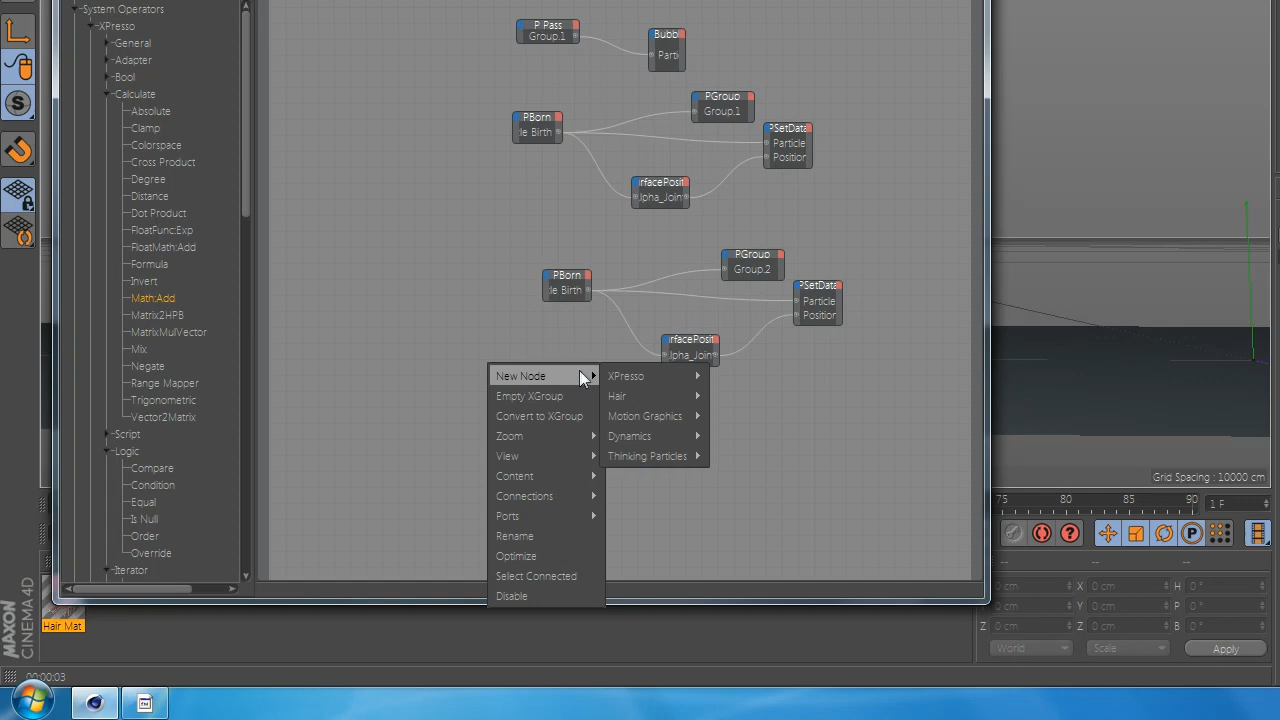 System Operators
XPresso
General
Adapter
Bool
Calculate
Absolute
Clamp
Colorspace
Cross Product
Degree
Distance
Dot Product
FloatFunc:Exp
FloatMath:Add
Formula
Invert
Math:Add
Matrix2HPB
MatrixMulVector
Mix
Negate
Range Mapper
Trigonometric
Vector2Matrix
Script
Logic
Compare
Condition
Equal
Is Null
Order
Override
Iterator
P Pass
Group.1
Bubb
Parti
PBorn
le Birth
PGroup
Group.1
PSetData
Particle
Position
rfacePosit
lpha_Joint
PBorn
le Birth
PGroup
Group.2
PSetData
Particle
Position
rfacePosit
lpha_Joint
New Node
Empty XGroup
Convert to XGroup
Zoom
View
Content
Connections
Ports
Rename
Optimize
Select Connected
Disable
XPresso
Hair
Motion Graphics
Dynamics
Thinking Particles
Grid Spacing : 10000 cm
75 80 85 90 1 F
-- -- --
0 cm X 0 cm H 0 °
0 cm Y 0 cm P 0 °
Z 0 cm Z 0 cm B 0 °
World Scale Apply
Hair Mat
MAXON
CINEMA 4D
00:00:03